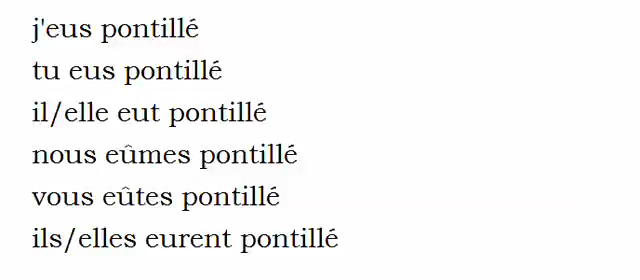 j'eus pontillé
tu eus pontillé
il/elle eut pontillé
nous eûmes pontillé
vous eûtes pontillé
ils/elles eurent pontillé